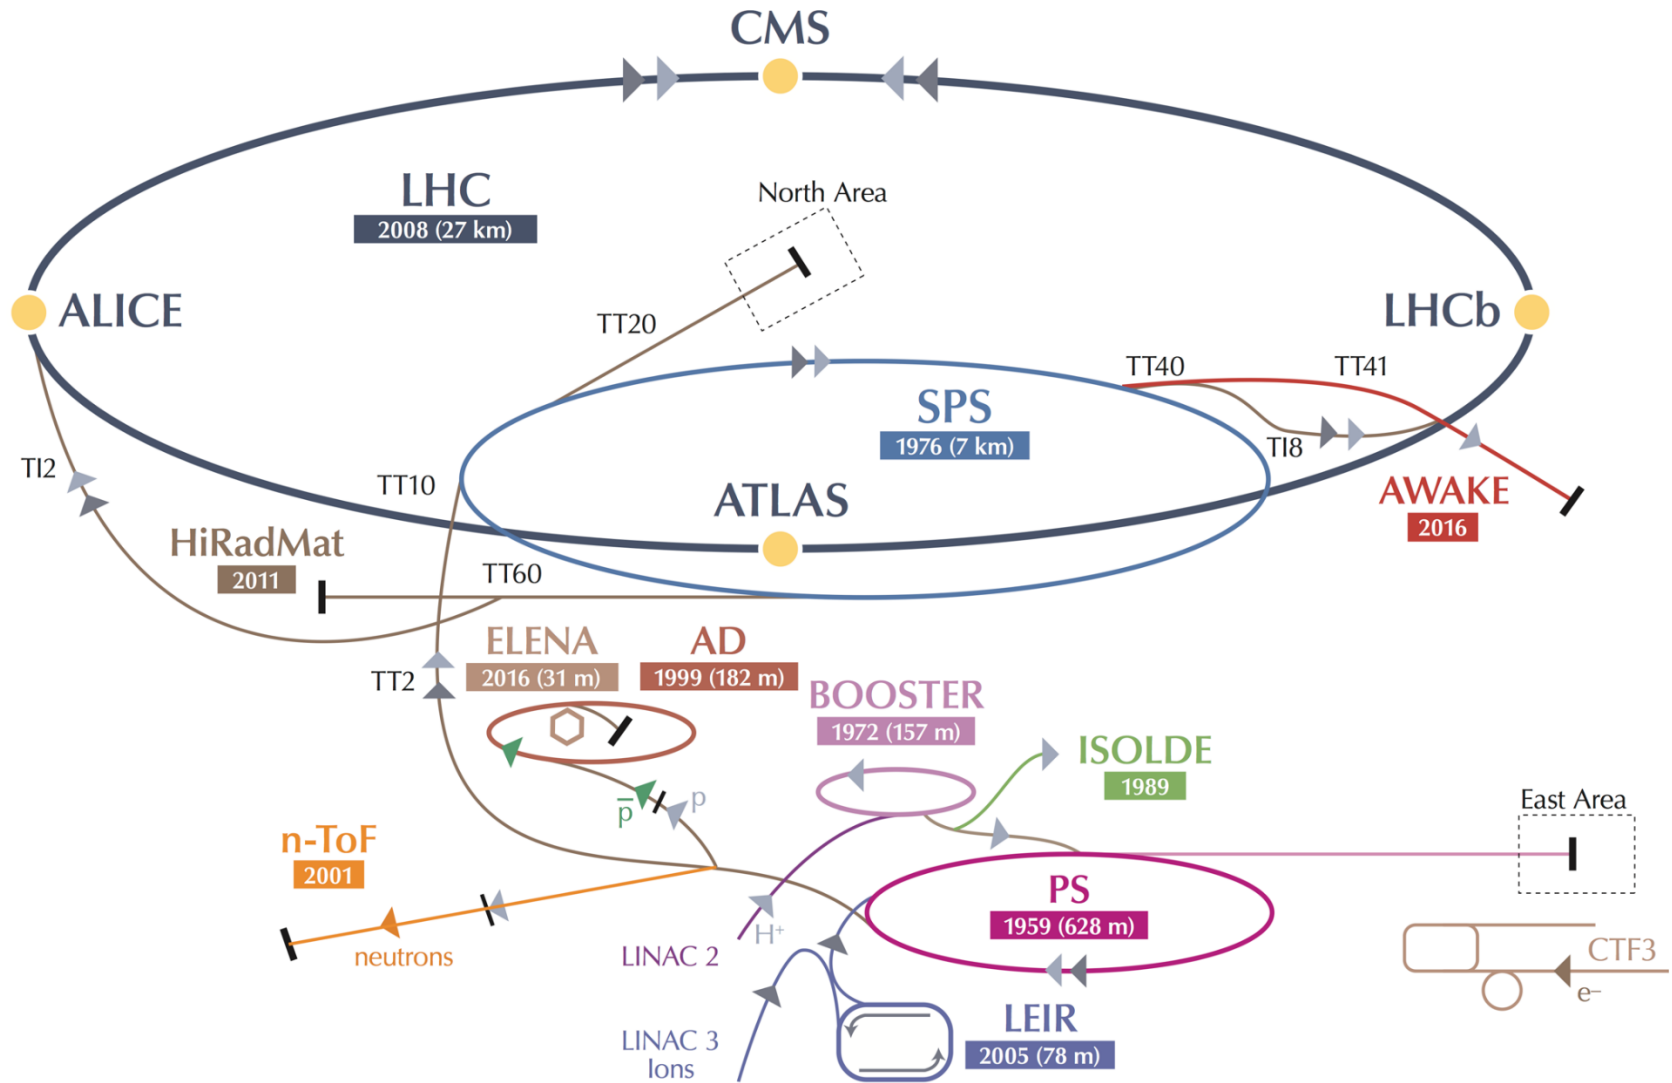 CMS
LHC
2008 (27 km)
North Area
ALICE
LHCb
TT20
TT40
TT41
SPS
1976 (7 km)
TI8
TI2
TT10
ATLAS
AWAKE
2016
HiRadMat
2011
TT60
ELENA
2016 (31 m)
AD
1999 (182 m)
TT2
BOOSTER
1972 (157 m)
ISOLDE
1989
p
p̅
East Area
n-ToF
2001
PS
1959 (628 m)
H⁺
neutrons
LINAC 2
CTF3
e⁻
LEIR
2005 (78 m)
LINAC 3
Ions